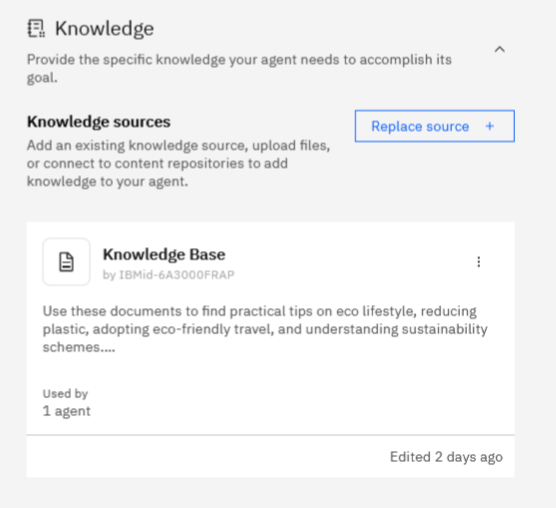 Knowledge
Provide the specific knowledge your agent needs to accomplish its
goal.
Knowledge sources
Replace source +
Add an existing knowledge source, upload files,
or connect to content repositories to add
knowledge to your agent.
Knowledge Base
by IBMid-6A3000FRAP
Use these documents to find practical tips on eco lifestyle, reducing
plastic, adopting eco-friendly travel, and understanding sustainability
schemes....
Used by
1 agent
Edited 2 days ago